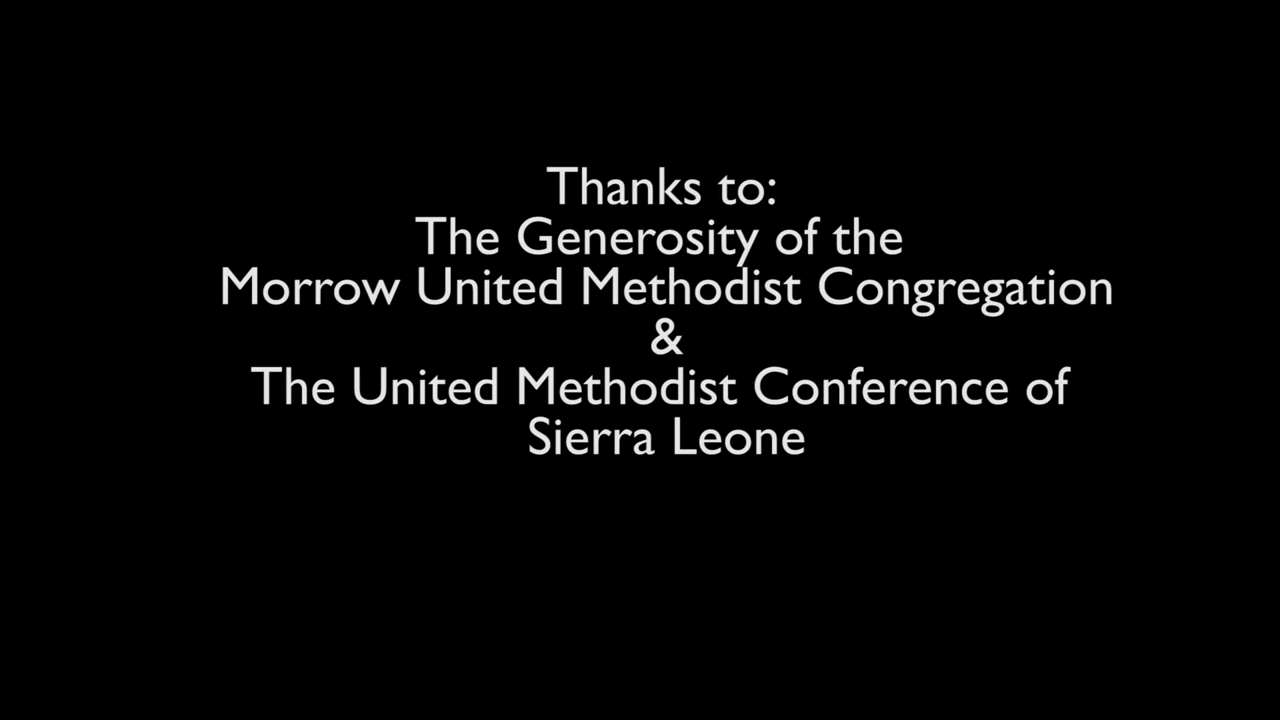 Thanks to:
The Generosity of the
Morrow United Methodist Congregation
&
The United Methodist Conference of
Sierra Leone